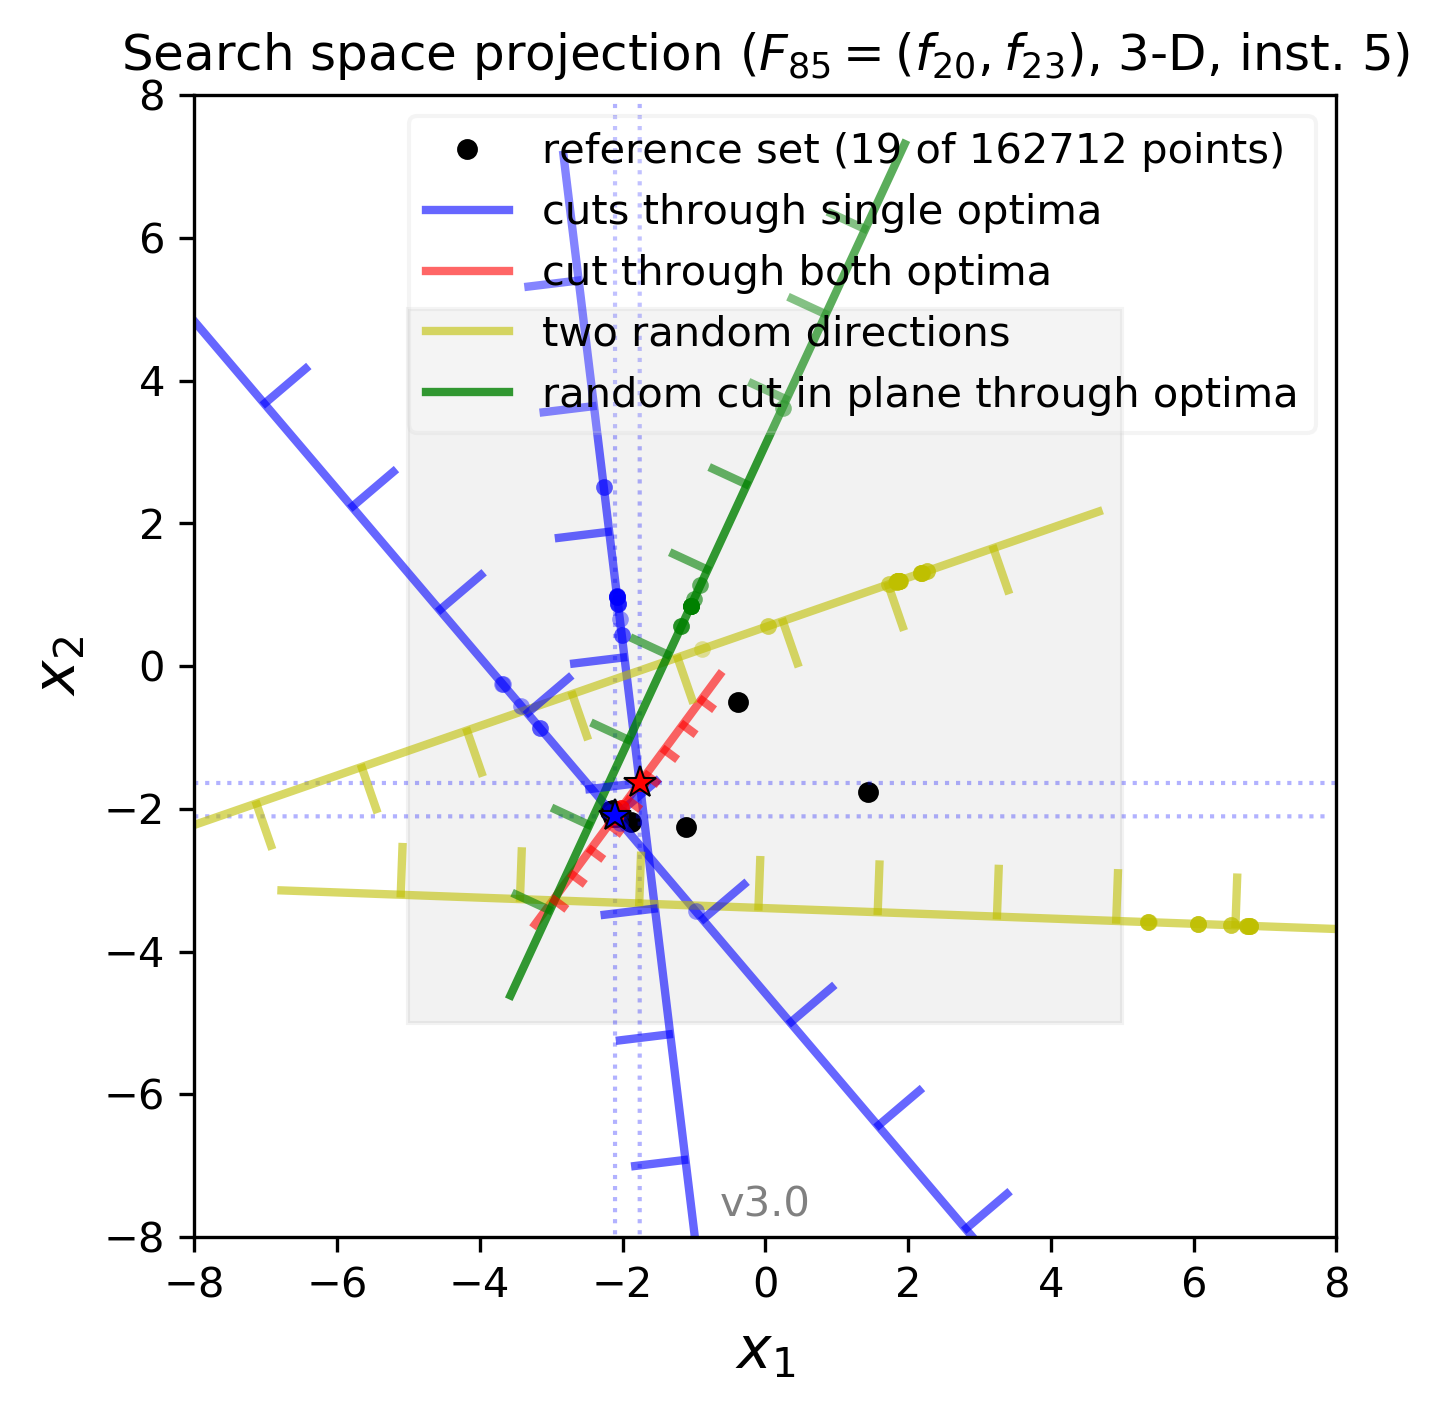 Search space projection (F₈₅ = (f₂₀, f₂₃), 3-D, inst. 5)
8
6
4
2
0
−2
−4
−6
−8
x₂
reference set (19 of 162712 points)
cuts through single optima
cut through both optima
two random directions
random cut in plane through optima
v3.0
−8 −6 −4 −2 0 2 4 6 8
x₁